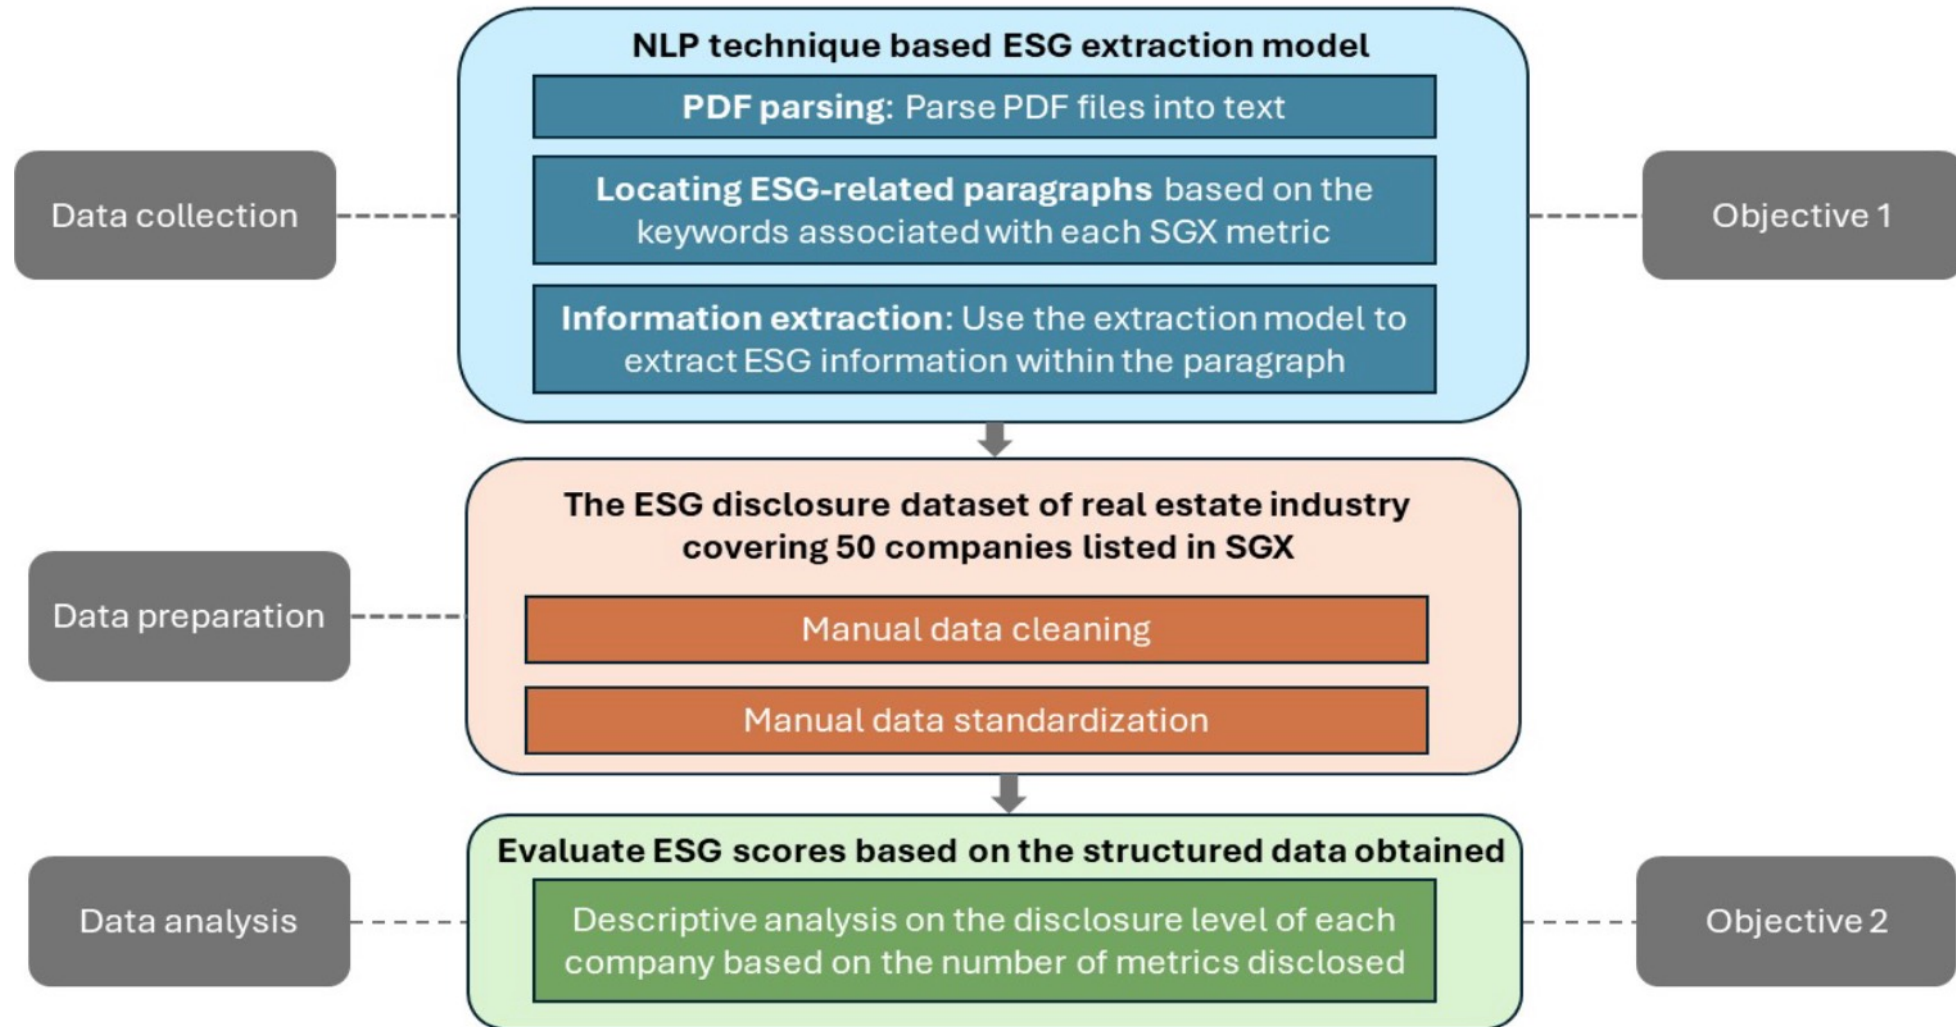 NLP technique based ESG extraction model
PDF parsing: Parse PDF files into text
Data collection
Locating ESG-related paragraphs based on the
keywords associated with each SGX metric
Objective 1
Information extraction: Use the extraction model to
extract ESG information within the paragraph
The ESG disclosure dataset of real estate industry
covering 50 companies listed in SGX
Data preparation
Manual data cleaning
Manual data standardization
Evaluate ESG scores based on the structured data obtained
Data analysis
Descriptive analysis on the disclosure level of each
company based on the number of metrics disclosed
Objective 2